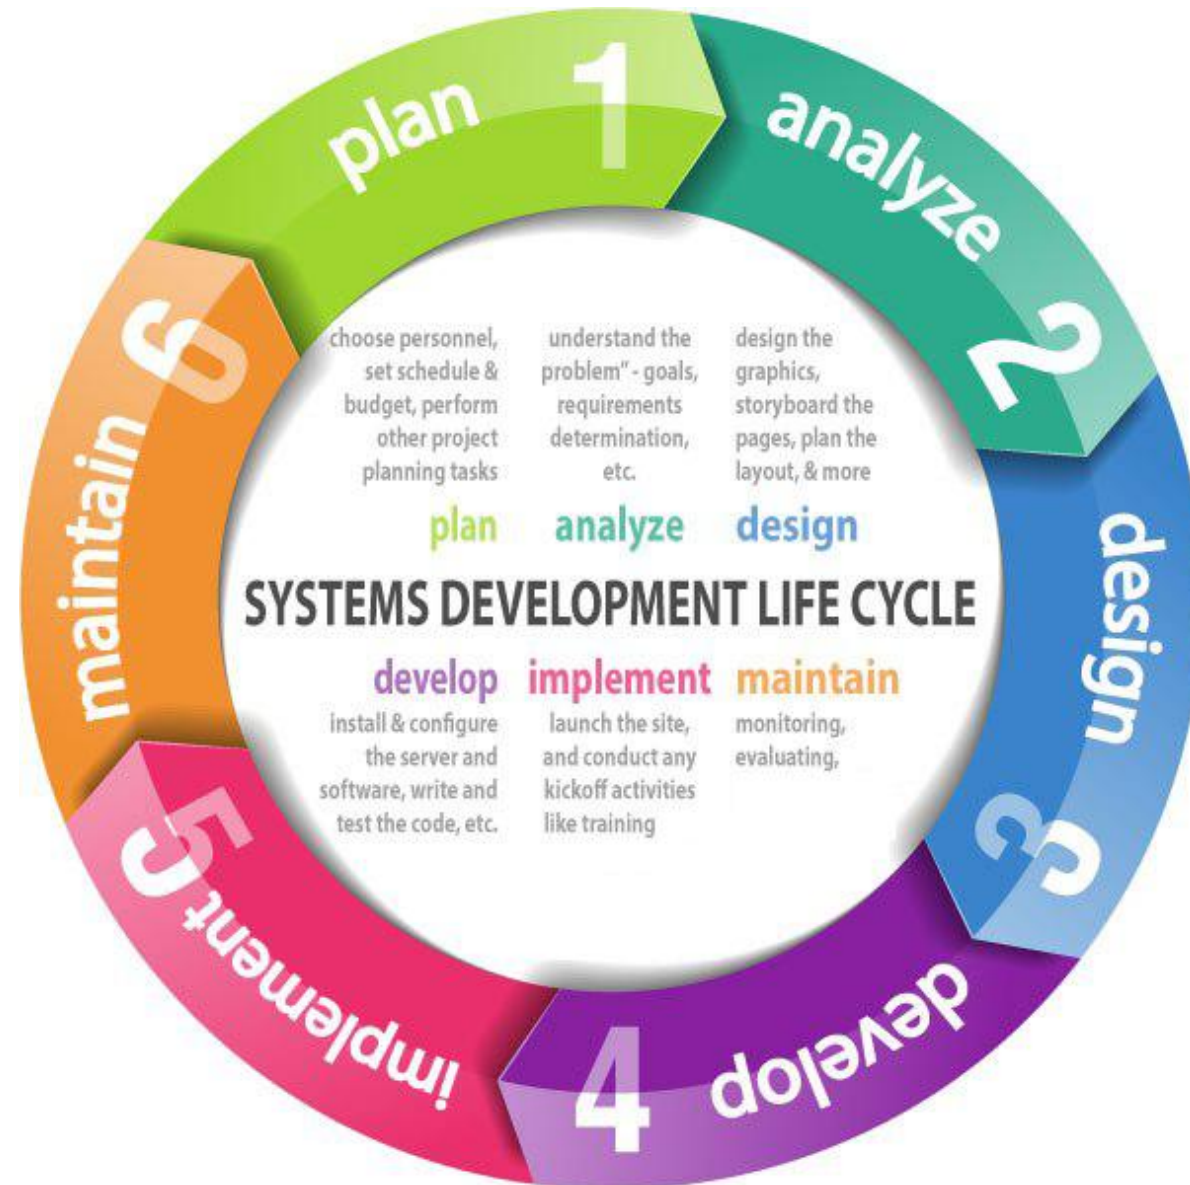 plan 1
analyze 2
design 3
develop 4
implement 5
maintain 6
choose personnel,
set schedule &
budget, perform
other project
planning tasks
plan
understand the
problem" - goals,
requirements
determination,
etc.
analyze
design the
graphics,
storyboard the
pages, plan the
layout, & more
design
SYSTEMS DEVELOPMENT LIFE CYCLE
develop
install & configure
the server and
software, write and
test the code, etc.
implement
launch the site,
and conduct any
kickoff activities
like training
maintain
monitoring,
evaluating,